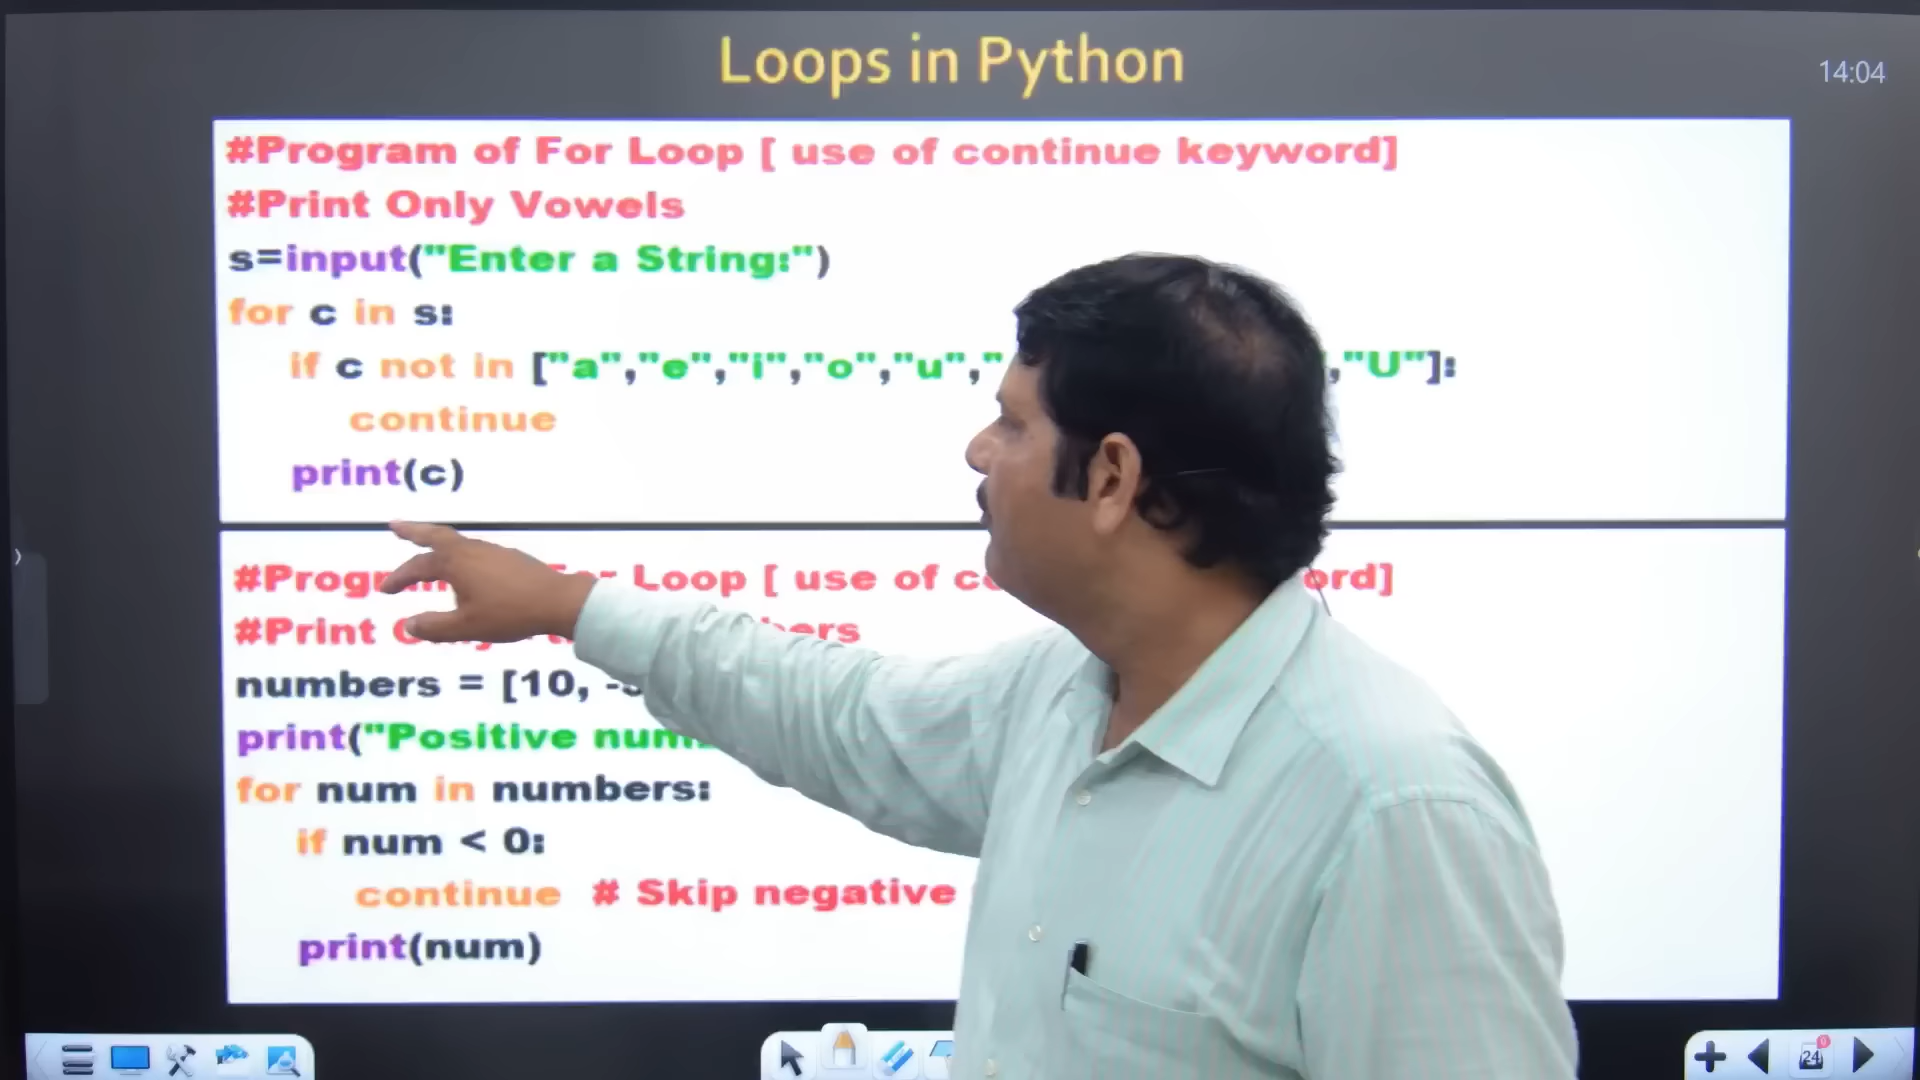 Loops in Python
14:04
#Program of For Loop [ use of continue keyword]
#Print Only Vowels
s=input("Enter a String:")
for c in s:
if c not in ["a","e","i","o","u"," ,"U"]:
continue
print(c)
For Loop [ use of
#Print
numbers = [10,
print("Positive
for num in numbers:
if num < 0:
continue # Skip negative
print(num)
24